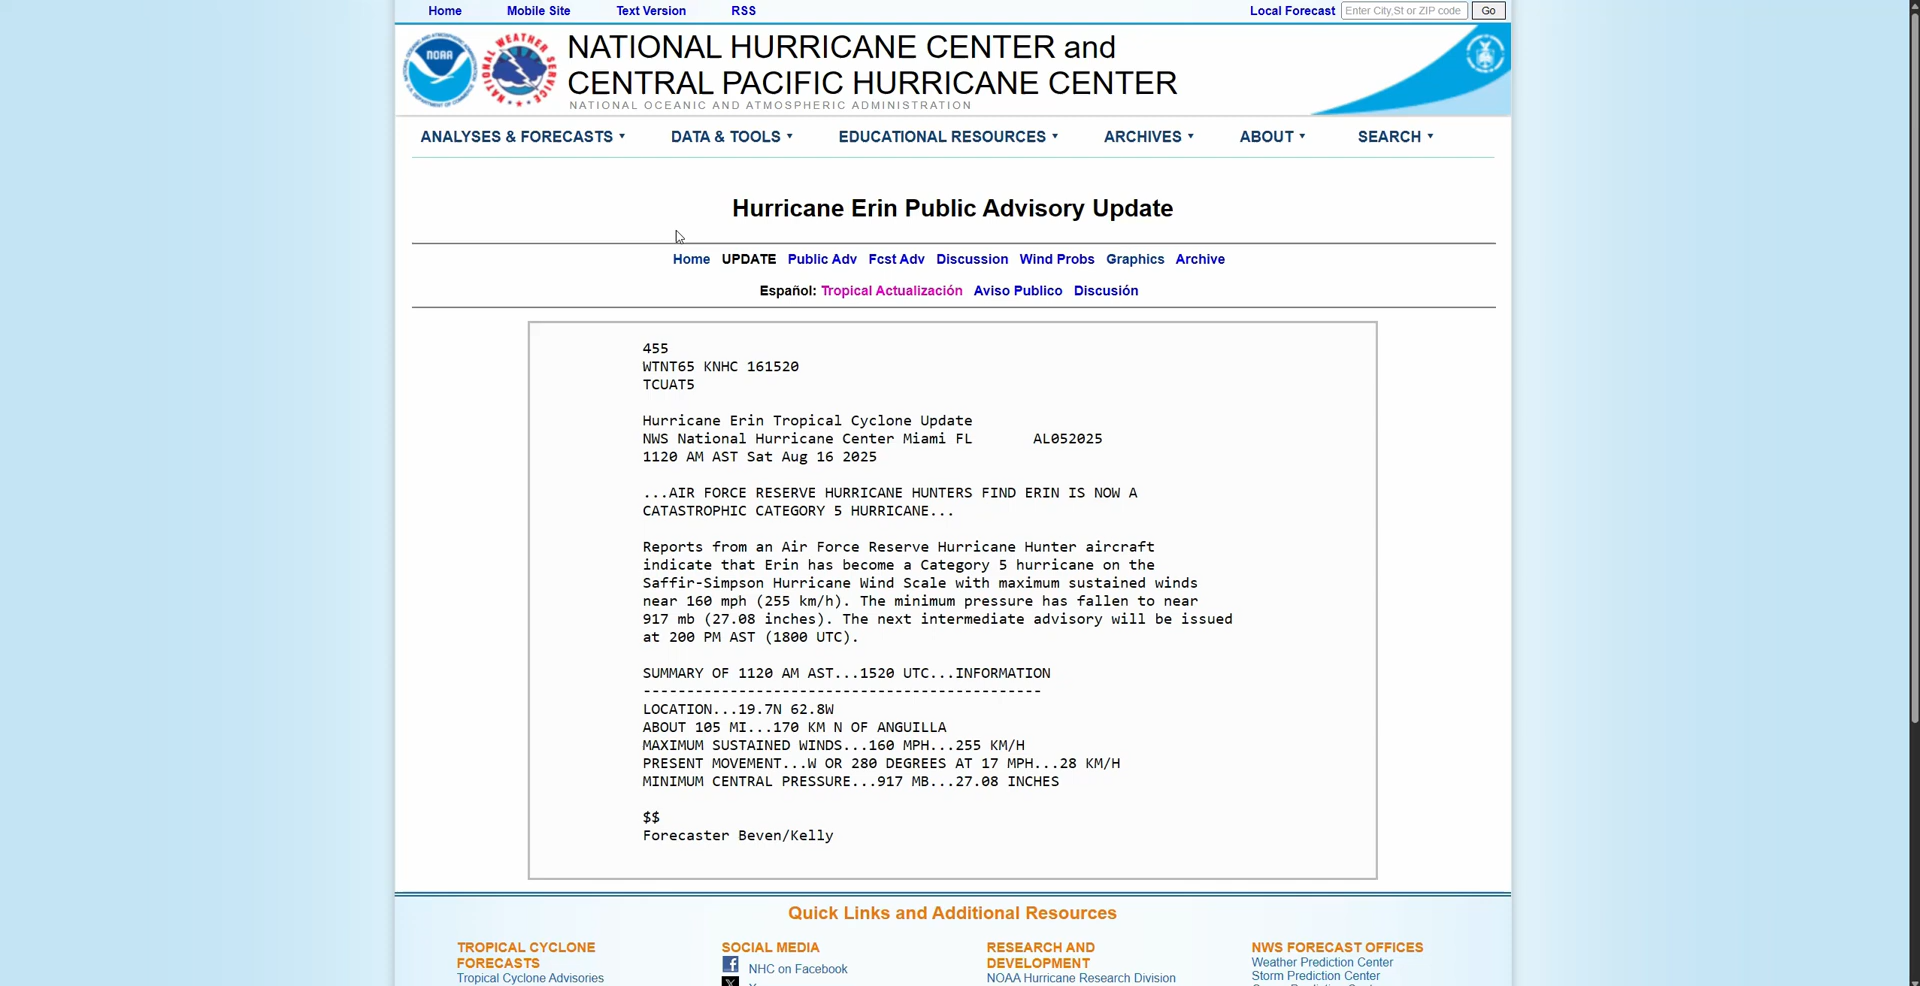 Home Mobile Site Text Version RSS Local Forecast Enter City,St or ZIP code Go
NOAA NATIONAL WEATHER SERVICE
NATIONAL HURRICANE CENTER and
CENTRAL PACIFIC HURRICANE CENTER
NATIONAL OCEANIC AND ATMOSPHERIC ADMINISTRATION
ANALYSES & FORECASTS ▾ DATA & TOOLS ▾ EDUCATIONAL RESOURCES ▾ ARCHIVES ▾ ABOUT ▾ SEARCH ▾
Hurricane Erin Public Advisory Update
Home UPDATE Public Adv Fcst Adv Discussion Wind Probs Graphics Archive
Español: Tropical Actualización Aviso Publico Discusión
455
WTNT65 KNHC 161520
TCUAT5
Hurricane Erin Tropical Cyclone Update
NWS National Hurricane Center Miami FL AL052025
1120 AM AST Sat Aug 16 2025
...AIR FORCE RESERVE HURRICANE HUNTERS FIND ERIN IS NOW A
CATASTROPHIC CATEGORY 5 HURRICANE...
Reports from an Air Force Reserve Hurricane Hunter aircraft
indicate that Erin has become a Category 5 hurricane on the
Saffir-Simpson Hurricane Wind Scale with maximum sustained winds
near 160 mph (255 km/h). The minimum pressure has fallen to near
917 mb (27.08 inches). The next intermediate advisory will be issued
at 200 PM AST (1800 UTC).
SUMMARY OF 1120 AM AST...1520 UTC...INFORMATION
----------------------------------------------
LOCATION...19.7N 62.8W
ABOUT 105 MI...170 KM N OF ANGUILLA
MAXIMUM SUSTAINED WINDS...160 MPH...255 KM/H
PRESENT MOVEMENT...W OR 280 DEGREES AT 17 MPH...28 KM/H
MINIMUM CENTRAL PRESSURE...917 MB...27.08 INCHES
$$
Forecaster Beven/Kelly
Quick Links and Additional Resources
TROPICAL CYCLONE
FORECASTS
Tropical Cyclone Advisories
SOCIAL MEDIA
NHC on Facebook
RESEARCH AND
DEVELOPMENT
NOAA Hurricane Research Division
NWS FORECAST OFFICES
Weather Prediction Center
Storm Prediction Center